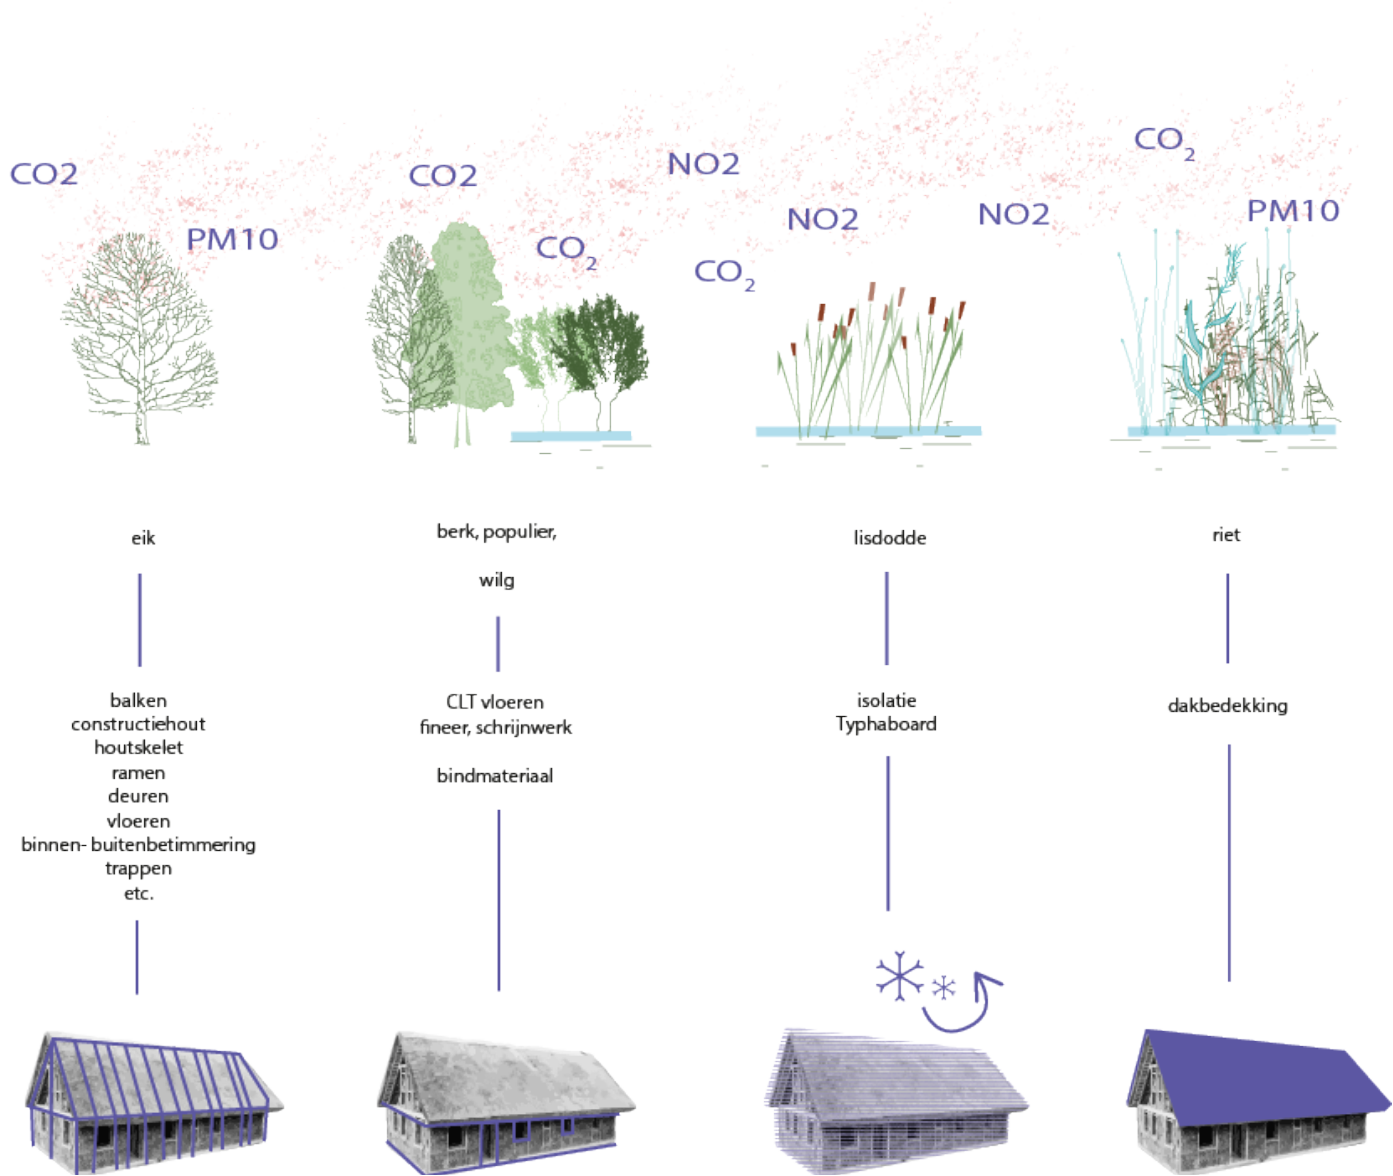 CO2
PM10
CO2
CO₂
NO2
NO2
CO₂
NO2
CO₂
PM10
eik
balken
constructiehout
houtskelet
ramen
deuren
vloeren
binnen- buitenbetimmering
trappen
etc.
berk, populier,
wilg
CLT vloeren
fineer, schrijnwerk
bindmateriaal
lisdodde
isolatie
Typhaboard
riet
dakbedekking